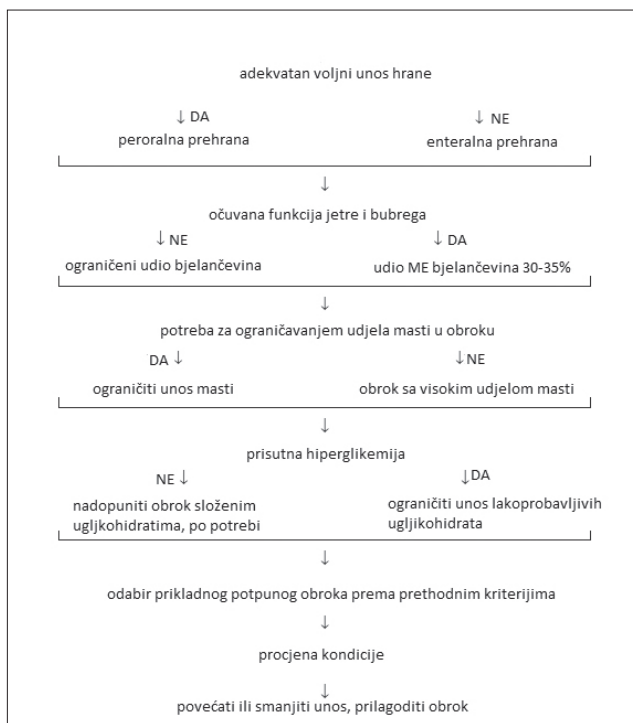 adekvatan voljni unos hrane
↓ DA ↓ NE
peroralna prehrana enteralna prehrana
↓
očuvana funkcija jetre i bubrega
↓ NE ↓ DA
ograničeni udio bjelančevina udio ME bjelančevina 30-35%
↓
potreba za ograničavanjem udjela masti u obroku
DA ↓ ↓ NE
ograničiti unos masti obrok sa visokim udjelom masti
↓
prisutna hiperglikemija
NE ↓ ↓ DA
nadopuniti obrok složenim ograničiti unos lakoprobavljivih
ugljkohidratima, po potrebi ugljikohidrata
↓
odabir prikladnog potpunog obroka prema prethodnim kriterijima
↓
procjena kondicije
↓
povećati ili smanjiti unos, prilagoditi obrok